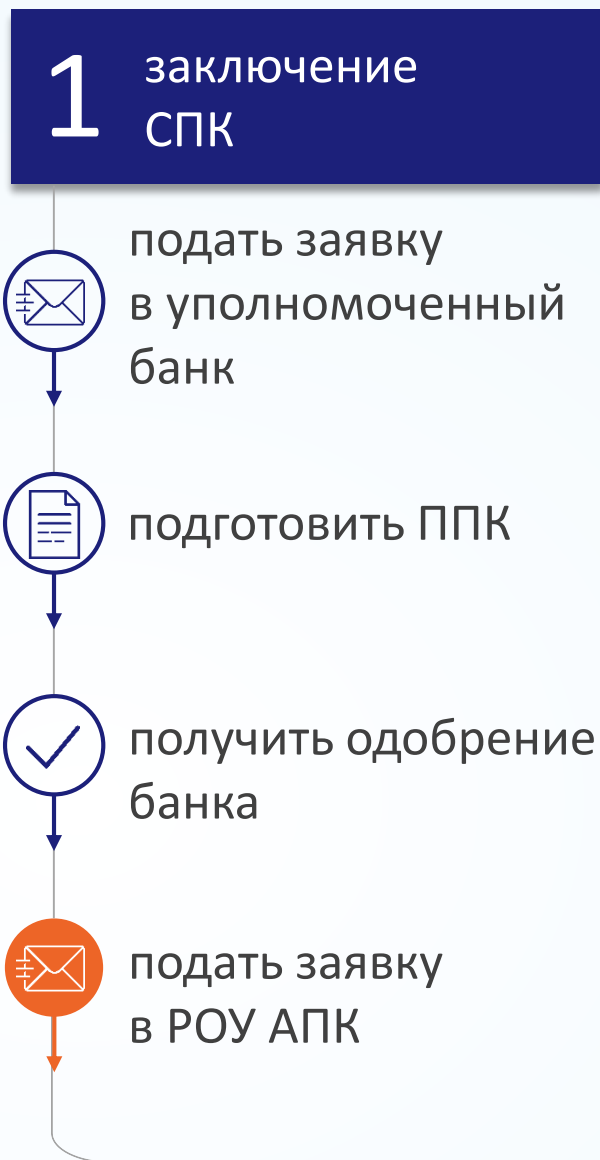 1
заключение
СПК
подать заявку
в уполномоченный
банк
подготовить ППК
получить одобрение
банка
подать заявку
в РОУ АПК